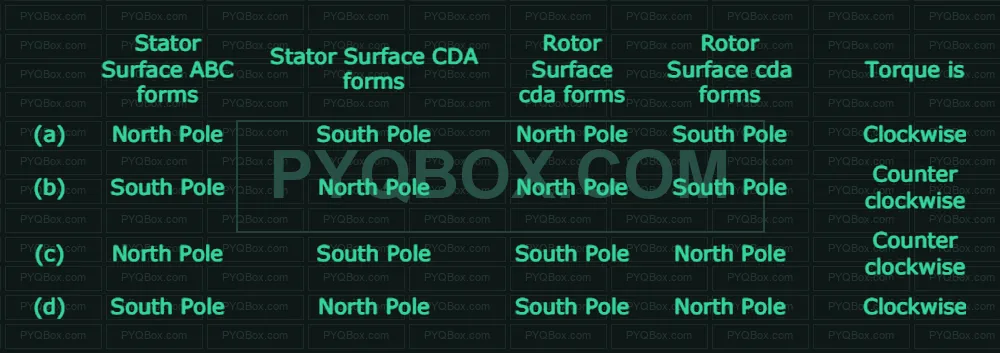 Stator Surface ABC forms	Stator Surface CDA forms	Rotor Surface cda forms	Rotor Surface cda forms	Torque is
(a)	North Pole	South Pole	North Pole	South Pole	Clockwise
(b)	South Pole	North Pole	North Pole	South Pole	Counter clockwise
(c)	North Pole	South Pole	South Pole	North Pole	Counter clockwise
(d)	South Pole	North Pole	South Pole	North Pole	Clockwise
PYQBOX.COM
PYQBox.com